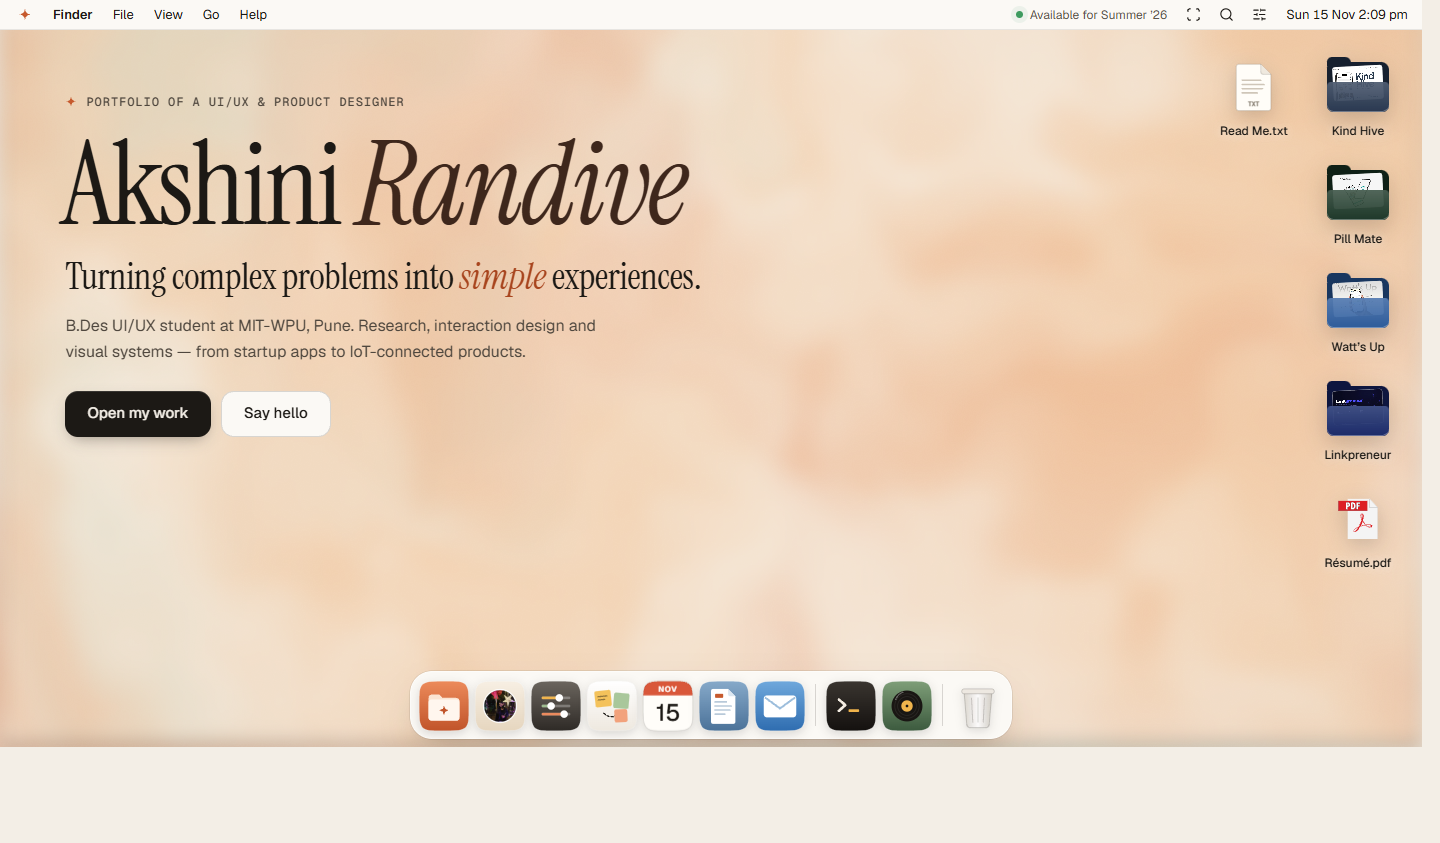 Finder File View Go Help
Available for Summer '26
Sun 15 Nov 2:09 pm
PORTFOLIO OF A UI/UX & PRODUCT DESIGNER
Akshini Randive
Turning complex problems into simple experiences.
B.Des UI/UX student at MIT-WPU, Pune. Research, interaction design and
visual systems — from startup apps to IoT-connected products.
Open my work
Say hello
TXT
Read Me.txt
Kind
Kind Hive
Pill Mate
Watt's Up
Watt's Up
Linkpreneur
PDF
Résumé.pdf
NOV
15